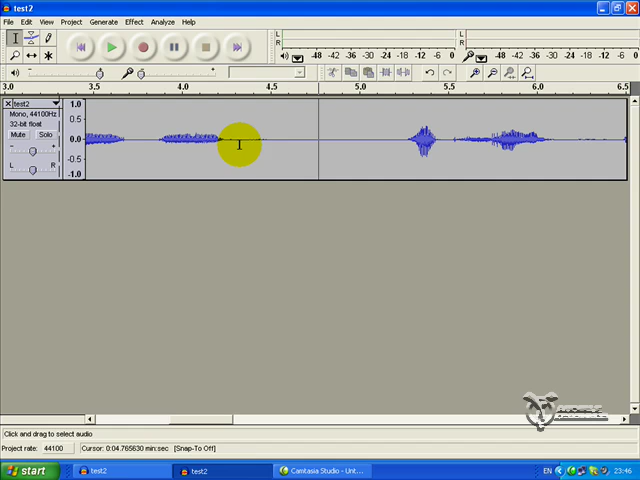 test2
File Edit View Project Generate Effect Analyze Help
L
R
-48 -42 -36 -30 -24 -18 -12 -6 0
L
R
-48 -42 -36 -30 -24 -18 -12 -6 0
3.0 3.5 4.0 4.5 5.0 5.5 6.0 6.5
test2
Mono, 44100Hz
32-bit float
Mute Solo
- +
L R
1.0
0.5
0.0
-0.5
-1.0
Click and drag to select audio
Project rate: 44100 Cursor: 0:04.765630 min:sec [Snap-To Off]
start test2 test2 Camtasia Studio - Unt... EN 23:46